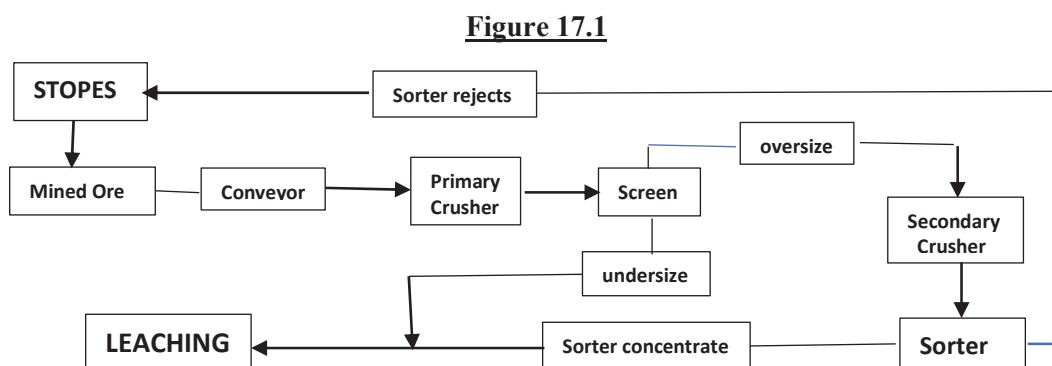 Figure 17.1
STOPES
Sorter rejects
oversize
Mined Ore
Conveyor
Primary
Crusher
Screen
Secondary
Crusher
undersize
LEACHING
Sorter concentrate
Sorter